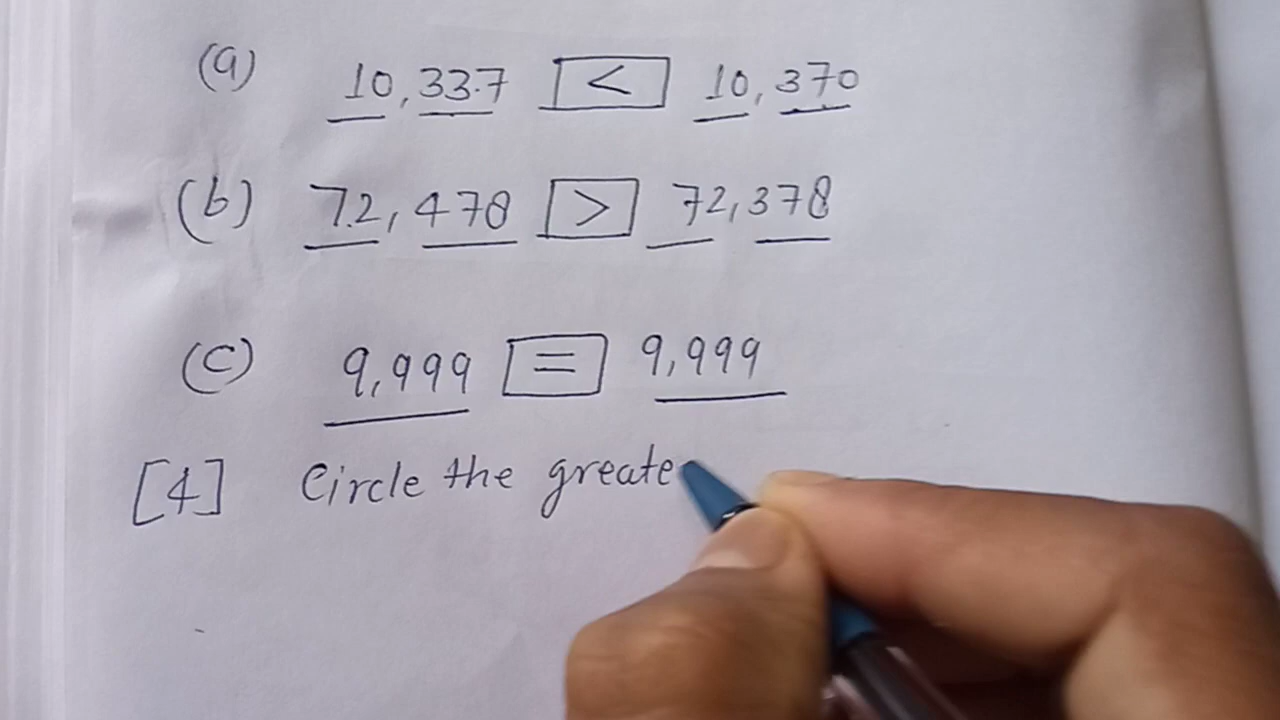 (a) 10,337 < 10,370
(b) 72,478 > 72,378
(c) 9,999 = 9,999
[4] Circle the greate